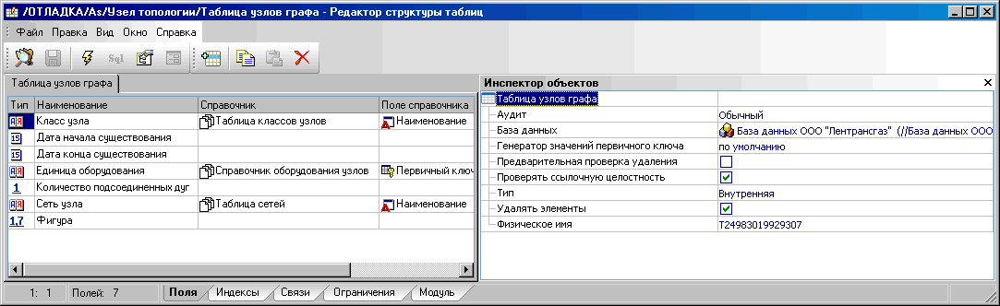 /ОТЛАДКА/As/Узел топологии/Таблица узлов графа - Редактор структуры таблиц
Файл Правка Вид Окно Справка
Sql
Таблица узлов графа
Тип Наименование Справочник Поле справочника
АЯ Класс узла Таблица классов узлов Наименование
15 Дата начала существования
15 Дата конца существования
АЯ Единица оборудования Справочник оборудования узлов Первичный ключ
1 Количество подсоединенных дуг
АЯ Сеть узла Таблица сетей Наименование
1,7 Фигура
Инспектор объектов
Таблица узлов графа
Аудит Обычный
База данных База данных ООО "Лентрансгаз" (//База данных ООО
Генератор значений первичного ключа по умолчанию
Предварительная проверка удаления
Проверять ссылочную целостность
Тип Внутренняя
Удалять элементы
Физическое имя T24983019929307
1: 1 Полей: 7 Поля Индексы Связи Ограничения Модуль